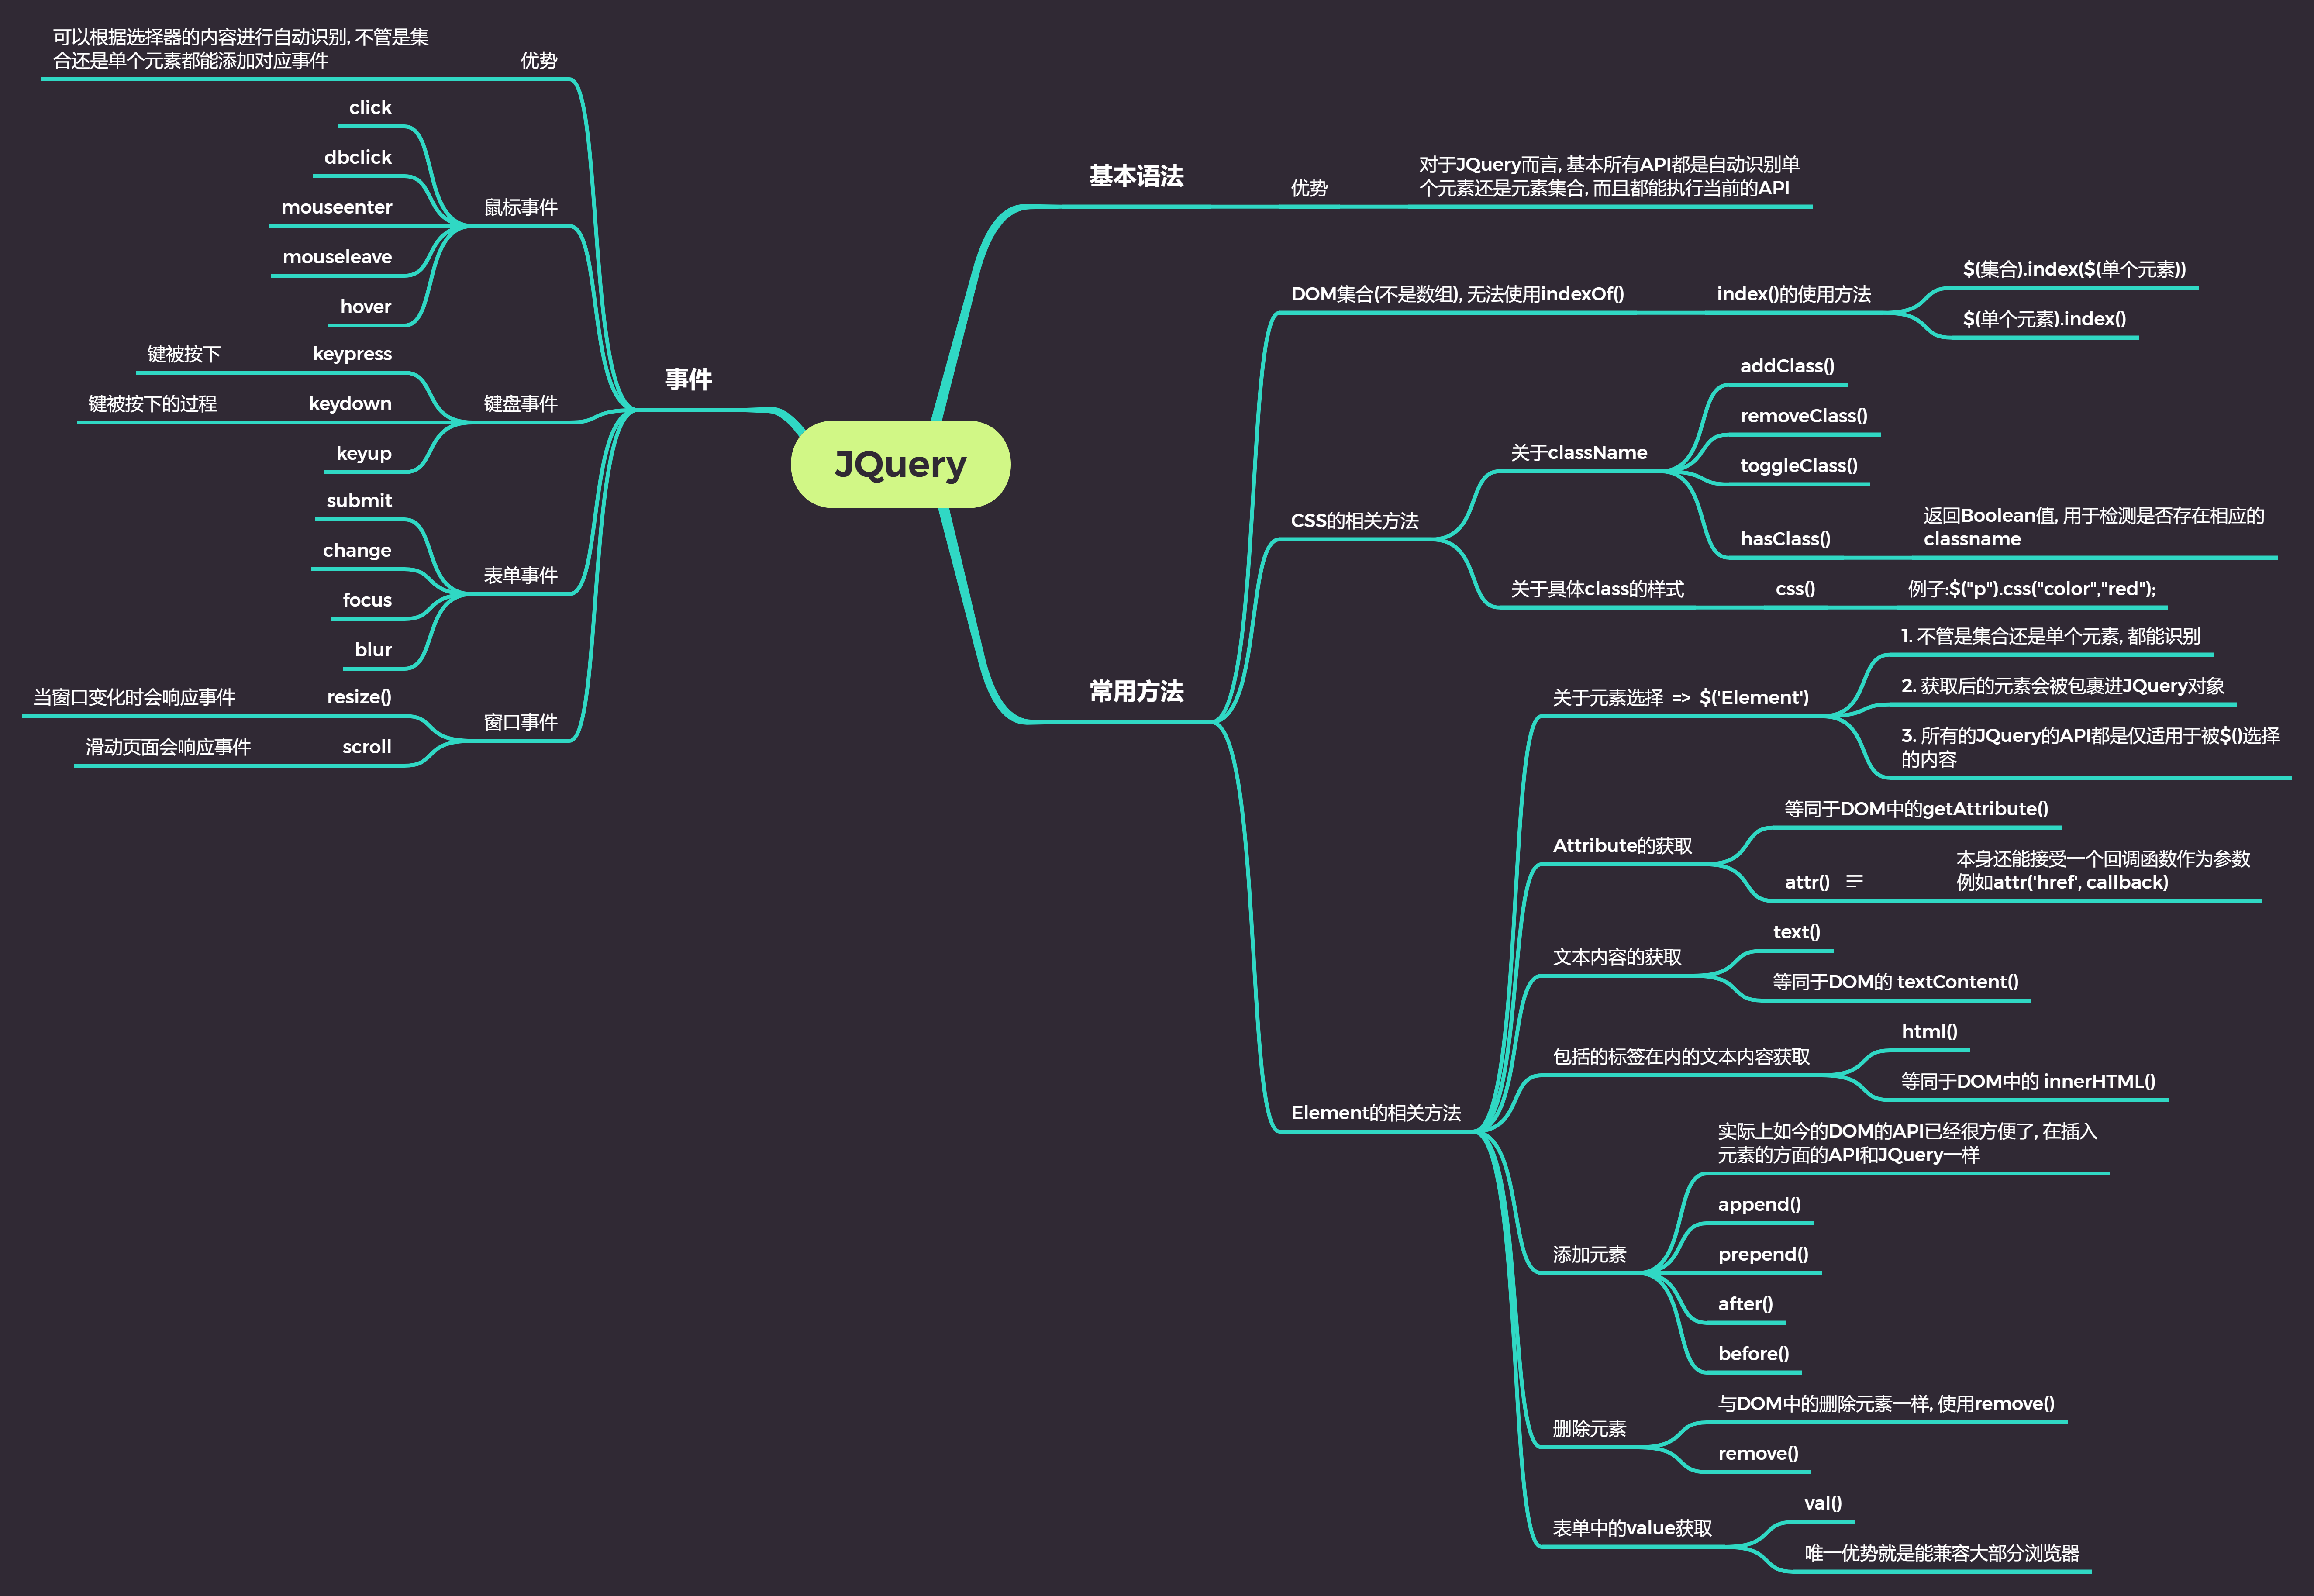 JQuery
基本语法
优势
对于JQuery而言, 基本所有API都是自动识别单
个元素还是元素集合, 而且都能执行当前的API
常用方法
DOM集合(不是数组), 无法使用indexOf()
index()的使用方法
$(集合).index($(单个元素))
$(单个元素).index()
CSS的相关方法
关于className
addClass()
removeClass()
toggleClass()
hasClass()
返回Boolean值, 用于检测是否存在相应的
classname
关于具体class的样式
css()
例子:$("p").css("color","red");
Element的相关方法
关于元素选择 => $('Element')
1. 不管是集合还是单个元素, 都能识别
2. 获取后的元素会被包裹进JQuery对象
3. 所有的JQuery的API都是仅适用于被$()选择
的内容
Attribute的获取
等同于DOM中的getAttribute()
attr()
本身还能接受一个回调函数作为参数
例如attr('href', callback)
文本内容的获取
text()
等同于DOM的 textContent()
包括的标签在内的文本内容获取
html()
等同于DOM中的 innerHTML()
添加元素
实际上如今的DOM的API已经很方便了, 在插入
元素的方面的API和JQuery一样
append()
prepend()
after()
before()
删除元素
与DOM中的删除元素一样, 使用remove()
remove()
表单中的value获取
val()
唯一优势就是能兼容大部分浏览器
事件
优势
可以根据选择器的内容进行自动识别, 不管是集
合还是单个元素都能添加对应事件
鼠标事件
click
dbclick
mouseenter
mouseleave
hover
键盘事件
keypress
键被按下
keydown
键被按下的过程
keyup
表单事件
submit
change
focus
blur
窗口事件
resize()
当窗口变化时会响应事件
scroll
滑动页面会响应事件